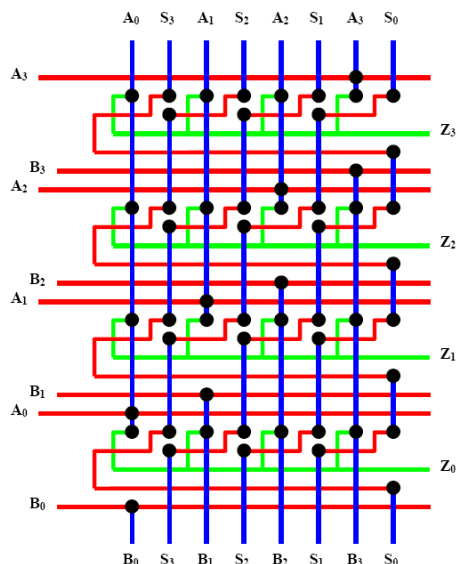 A₀ S₃ A₁ S₂ A₂ S₁ A₃ S₀
A₃
Z₃
B₃
A₂
Z₂
B₂
A₁
Z₁
B₁
A₀
Z₀
B₀
B₀ S₃ B₁ S₂ B₂ S₁ B₃ S₀